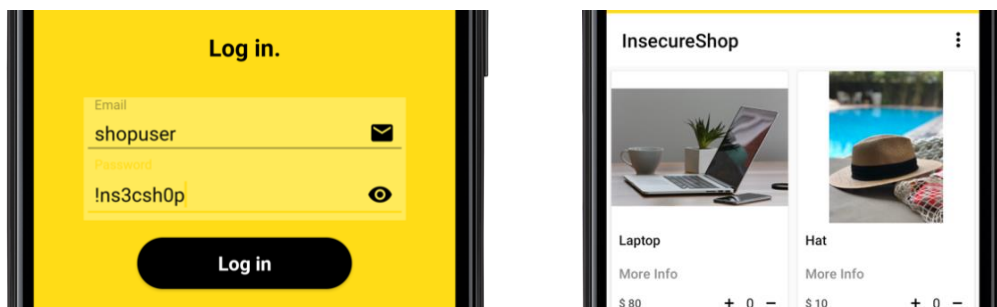 Log in.
Email
shopuser
Password
!ns3csh0p
Log in
InsecureShop
Laptop
Hat
More Info
More Info
$ 80 + 0 −
$ 10 + 0 −